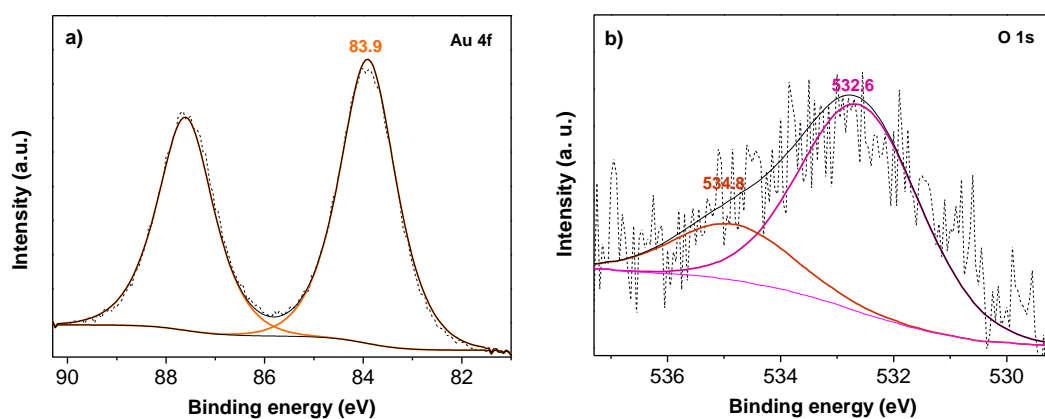 a)
Au 4f
83.9
Intensity (a.u.)
90
88
86
84
82
Binding energy (eV)
b)
O 1s
532.6
534.8
Intensity (a. u.)
536
534
532
530
Binding energy (eV)